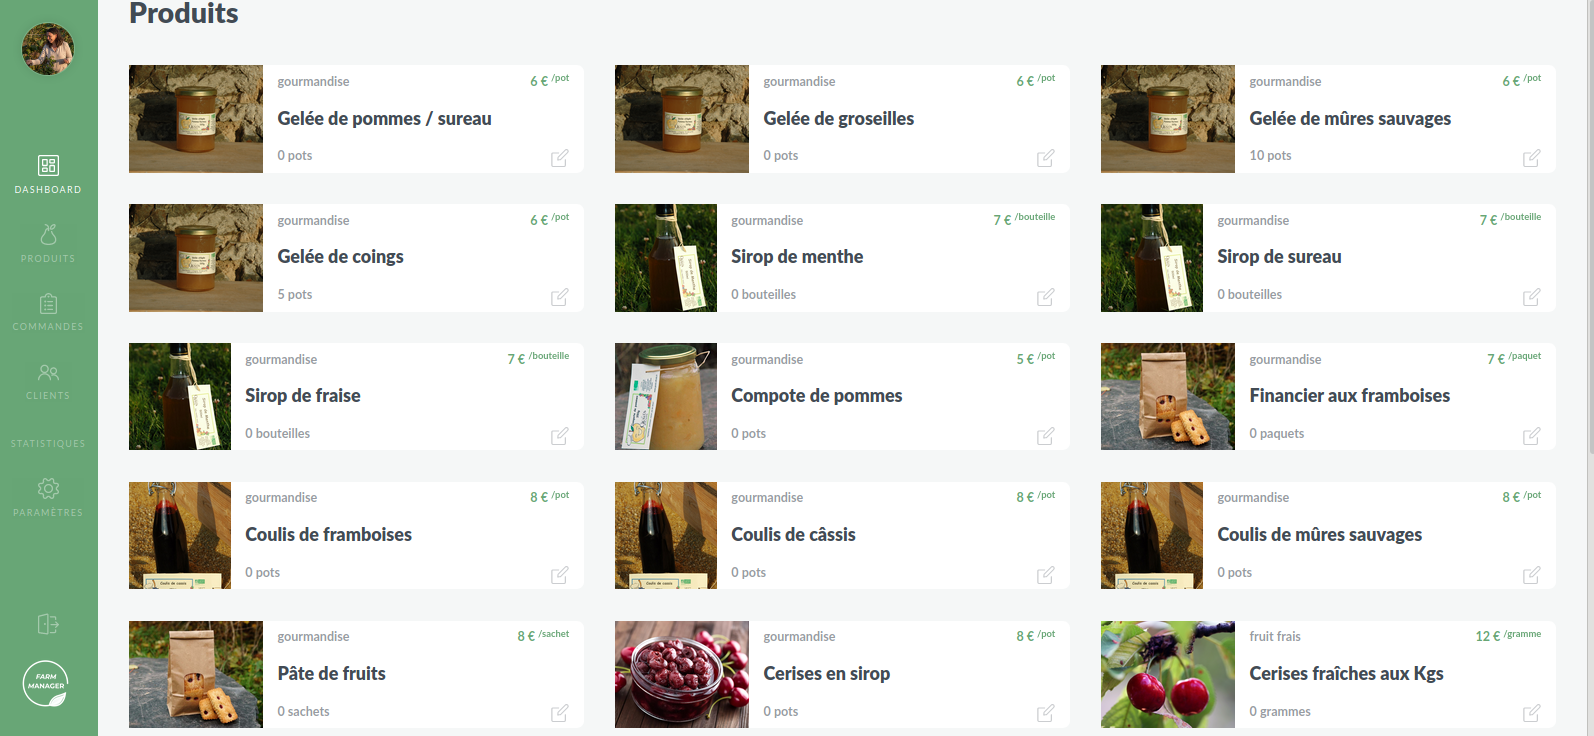 Produits
gourmandise
6 € /pot
Gelée de pommes / sureau
0 pots
gourmandise
6 € /pot
Gelée de groseilles
0 pots
gourmandise
6 € /pot
Gelée de mûres sauvages
10 pots
gourmandise
6 € /pot
Gelée de coings
5 pots
gourmandise
7 € /bouteille
Sirop de menthe
0 bouteilles
gourmandise
7 € /bouteille
Sirop de sureau
0 bouteilles
gourmandise
7 € /bouteille
Sirop de fraise
0 bouteilles
gourmandise
5 € /pot
Compote de pommes
0 pots
gourmandise
7 € /paquet
Financier aux framboises
0 paquets
gourmandise
8 € /pot
Coulis de framboises
0 pots
gourmandise
8 € /pot
Coulis de câssis
0 pots
gourmandise
8 € /pot
Coulis de mûres sauvages
0 pots
gourmandise
8 € /sachet
Pâte de fruits
0 sachets
gourmandise
8 € /pot
Cerises en sirop
0 pots
fruit frais
12 € /gramme
Cerises fraîches aux Kgs
0 grammes
DASHBOARD
PRODUITS
COMMANDES
CLIENTS
STATISTIQUES
PARAMÈTRES
FARM
MANAGER